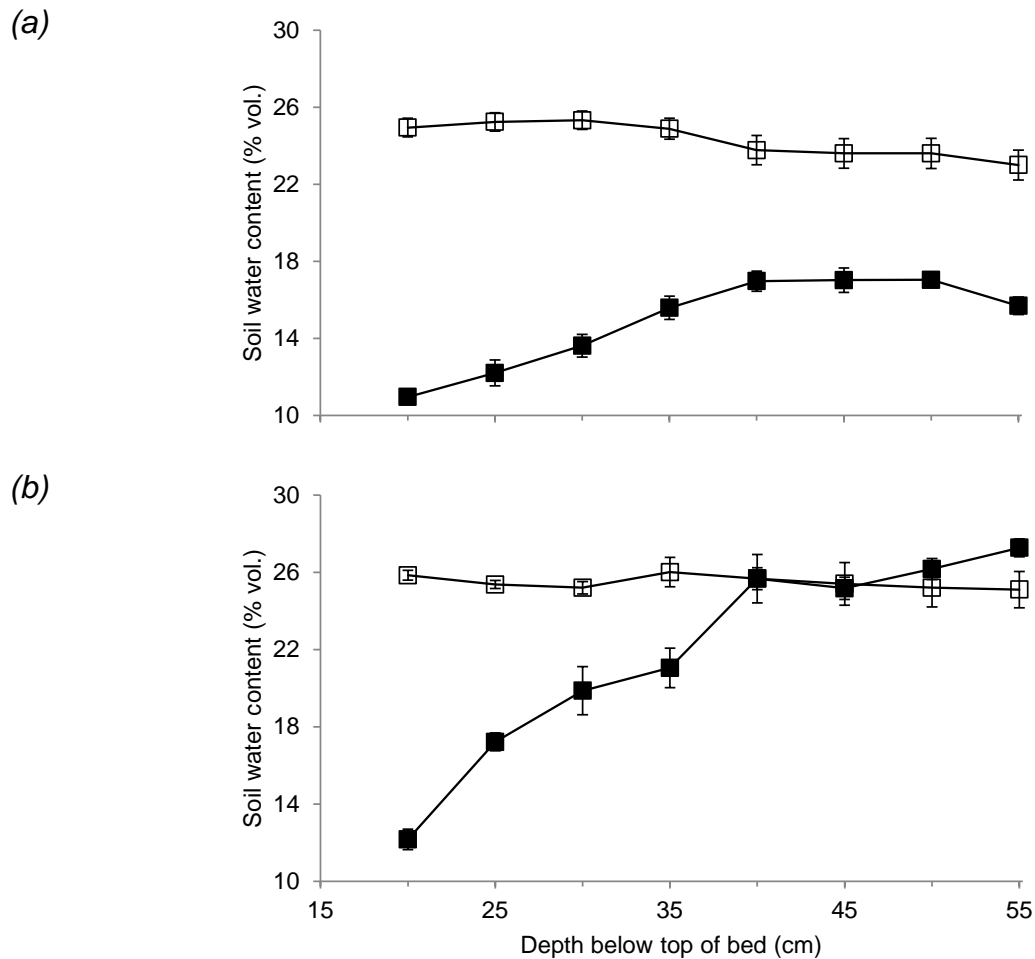 (a)
Soil water content (% vol.)
30
26
22
18
14
10
(b)
Soil water content (% vol.)
30
26
22
18
14
10
15 25 35 45 55
Depth below top of bed (cm)